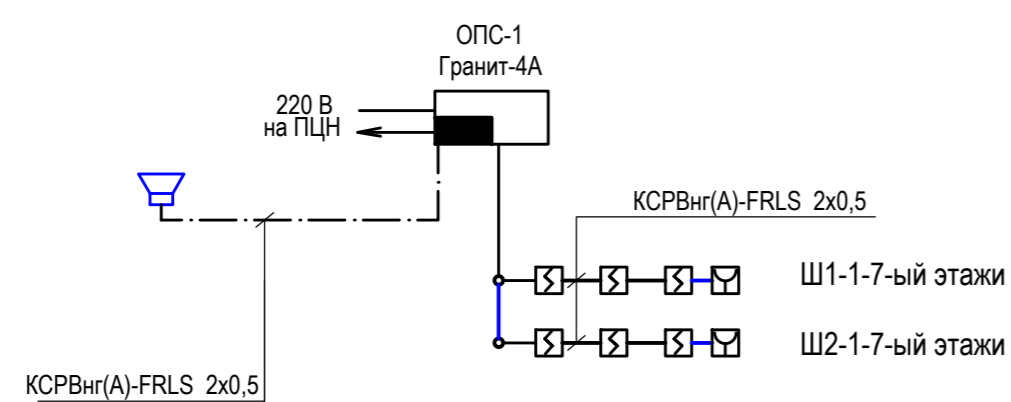 ОПС-1
Гранит-4А
220 В
на ПЦН
КСРВнг(А)-FRLS 2x0,5
Ш1-1-7-ый этажи
Ш2-1-7-ый этажи
КСРВнг(А)-FRLS 2x0,5